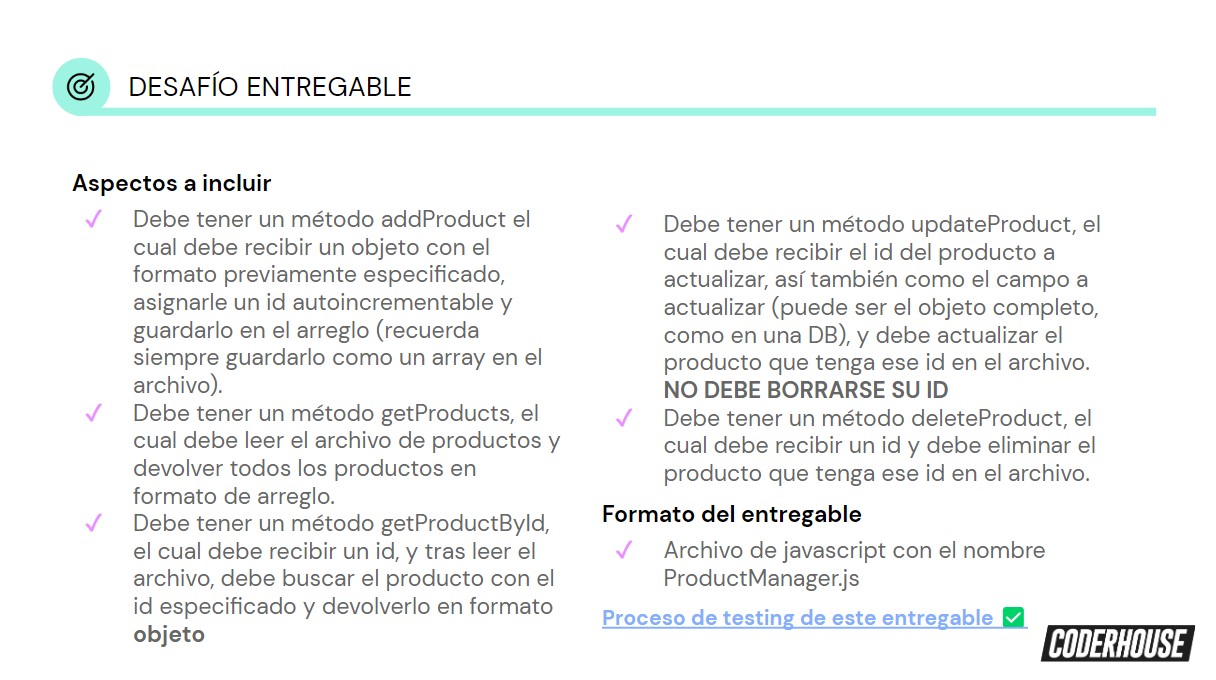 DESAFÍO ENTREGABLE
Aspectos a incluir
Debe tener un método addProduct el
cual debe recibir un objeto con el
formato previamente especificado,
asignarle un id autoincrementable y
guardarlo en el arreglo (recuerda
siempre guardarlo como un array en el
archivo).
Debe tener un método getProducts, el
cual debe leer el archivo de productos y
devolver todos los productos en
formato de arreglo.
Debe tener un método getProductById,
el cual debe recibir un id, y tras leer el
archivo, debe buscar el producto con el
id especificado y devolverlo en formato
objeto
Debe tener un método updateProduct, el
cual debe recibir el id del producto a
actualizar, así también como el campo a
actualizar (puede ser el objeto completo,
como en una DB), y debe actualizar el
producto que tenga ese id en el archivo.
NO DEBE BORRARSE SU ID
Debe tener un método deleteProduct, el
cual debe recibir un id y debe eliminar el
producto que tenga ese id en el archivo.
Formato del entregable
Archivo de javascript con el nombre
ProductManager.js
Proceso de testing de este entregable ✅
CODERHOUSE